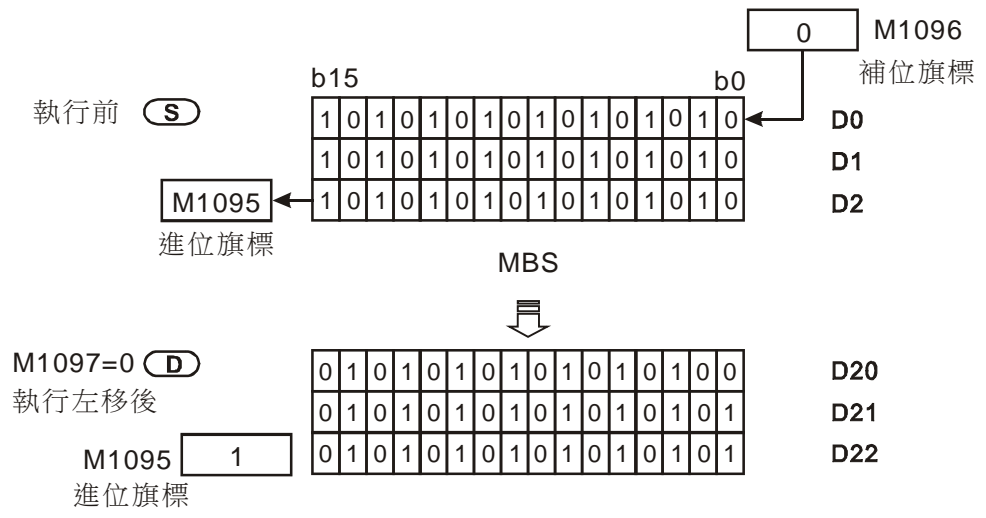 0 M1096
補位旗標
b15 b0
執行前 S
1 0 1 0 1 0 1 0 1 0 1 0 1 0 1 0 D0
1 0 1 0 1 0 1 0 1 0 1 0 1 0 1 0 D1
M1095 1 0 1 0 1 0 1 0 1 0 1 0 1 0 1 0 D2
進位旗標
MBS
M1097=0 D
執行左移後
0 1 0 1 0 1 0 1 0 1 0 1 0 1 0 0 D20
0 1 0 1 0 1 0 1 0 1 0 1 0 1 0 1 D21
M1095 1 0 1 0 1 0 1 0 1 0 1 0 1 0 1 0 1 D22
進位旗標